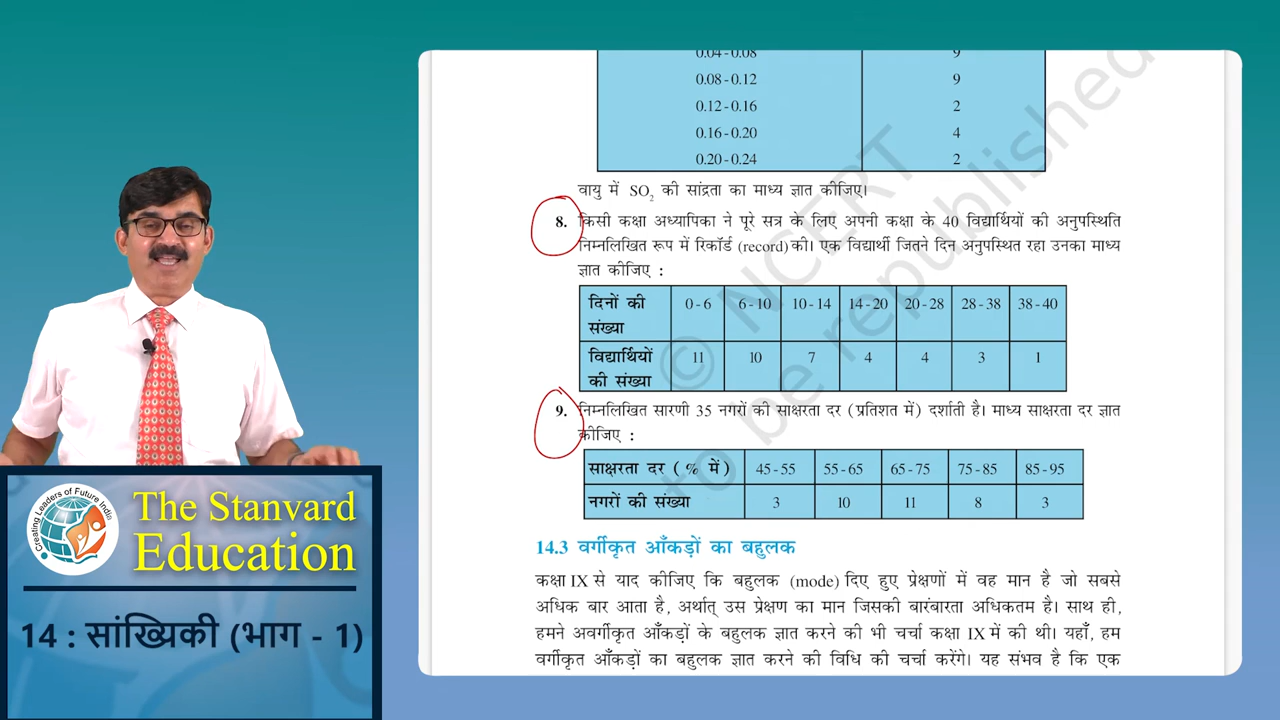 0.04 - 0.08 9
0.08 - 0.12 9
0.12 - 0.16 2
0.16 - 0.20 4
0.20 - 0.24 2
वायु में SO2 की सांद्रता का माध्य ज्ञात कीजिए।
8. किसी कक्षा अध्यापिका ने पूरे सत्र के लिए अपनी कक्षा के 40 विद्यार्थियों की अनुपस्थिति
निम्नलिखित रूप में रिकॉर्ड (record) की। एक विद्यार्थी जितने दिन अनुपस्थित रहा उनका माध्य
ज्ञात कीजिए :
दिनों की संख्या 0 - 6 6 - 10 10 - 14 14 - 20 20 - 28 28 - 38 38 - 40
विद्यार्थियों की संख्या 11 10 7 4 4 3 1
9. निम्नलिखित सारणी 35 नगरों की साक्षरता दर (प्रतिशत में) दर्शाती है। माध्य साक्षरता दर ज्ञात
कीजिए :
साक्षरता दर ( % में) 45 - 55 55 - 65 65 - 75 75 - 85 85 - 95
नगरों की संख्या 3 10 11 8 3
14.3 वर्गीकृत आँकड़ों का बहुलक
कक्षा IX से याद कीजिए कि बहुलक (mode) दिए हुए प्रेक्षणों में वह मान है जो सबसे
अधिक बार आता है, अर्थात् उस प्रेक्षण का मान जिसकी बारंबारता अधिकतम है। साथ ही,
हमने अवर्गीकृत आँकड़ों के बहुलक ज्ञात करने की भी चर्चा कक्षा IX में की थी। यहाँ, हम
वर्गीकृत आँकड़ों का बहुलक ज्ञात करने की विधि की चर्चा करेंगे। यह संभव है कि एक
© NCERT
to be republished
Creating Leaders of Future India
The Stanvard
Education
14 : सांख्यिकी (भाग - 1)